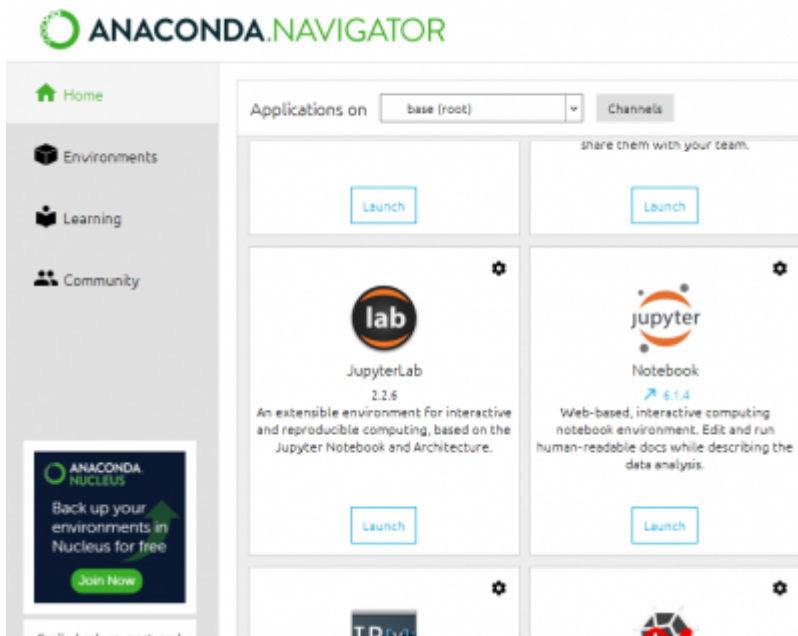 ANACONDA.NAVIGATOR
Home
Environments
Learning
Community
Applications on base (root) Channels
share them with your team.
Launch
Launch
lab
JupyterLab
2.2.6
An extensible environment for interactive
and reproducible computing, based on the
Jupyter Notebook and Architecture.
Launch
jupyter
Notebook
6.1.4
Web-based, interactive computing
notebook environment. Edit and run
human-readable docs while describing the
data analysis.
Launch
ANACONDA.
NUCLEUS
Back up your
environments in
Nucleus for free
Join Now